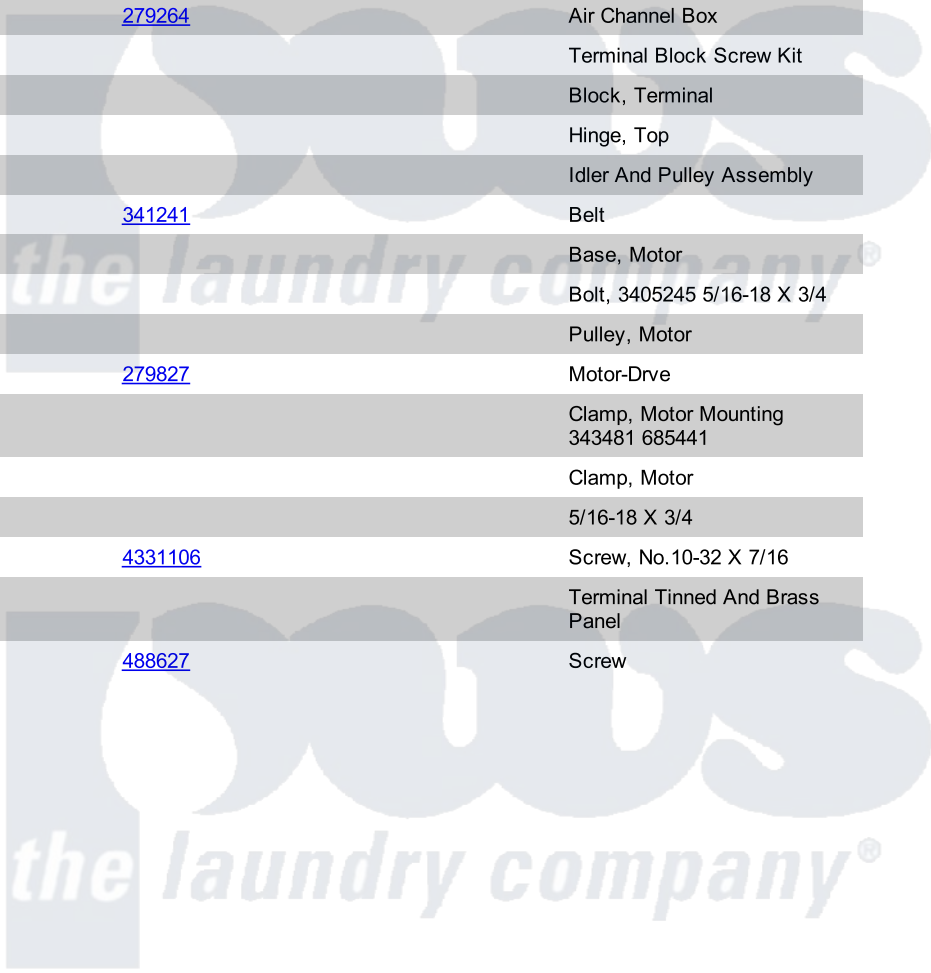 279264 Air Channel Box
Terminal Block Screw Kit
Block, Terminal
Hinge, Top
Idler And Pulley Assembly
341241 Belt
Base, Motor
Bolt, 3405245 5/16-18 X 3/4
Pulley, Motor
279827 Motor-Drve
Clamp, Motor Mounting
343481 685441
Clamp, Motor
5/16-18 X 3/4
4331106 Screw, No.10-32 X 7/16
Terminal Tinned And Brass
Panel
488627 Screw
pws
the laundry company®
pws
the laundry company®